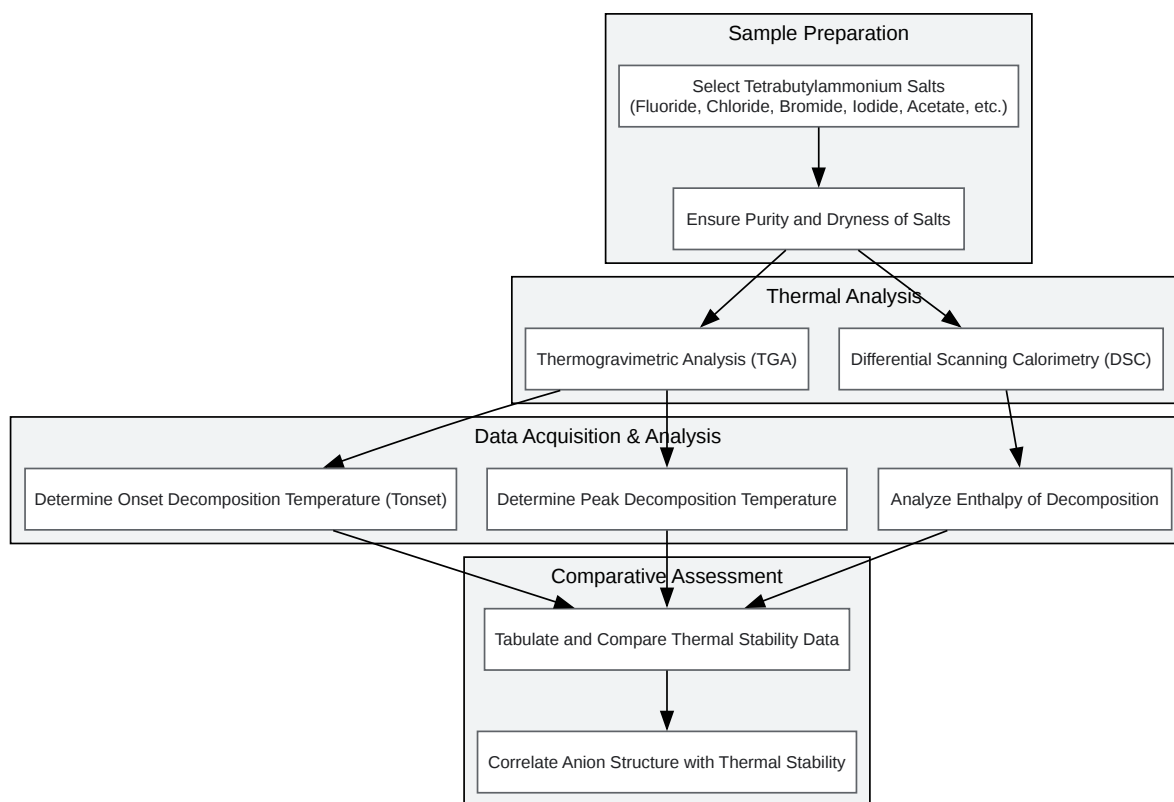 Sample Preparation
Select Tetrabutylammonium Salts
(Fluoride, Chloride, Bromide, Iodide, Acetate, etc.)
Ensure Purity and Dryness of Salts
Thermal Analysis
Thermogravimetric Analysis (TGA)
Differential Scanning Calorimetry (DSC)
Data Acquisition & Analysis
Determine Onset Decomposition Temperature (Tonset)
Determine Peak Decomposition Temperature
Analyze Enthalpy of Decomposition
Comparative Assessment
Tabulate and Compare Thermal Stability Data
Correlate Anion Structure with Thermal Stability